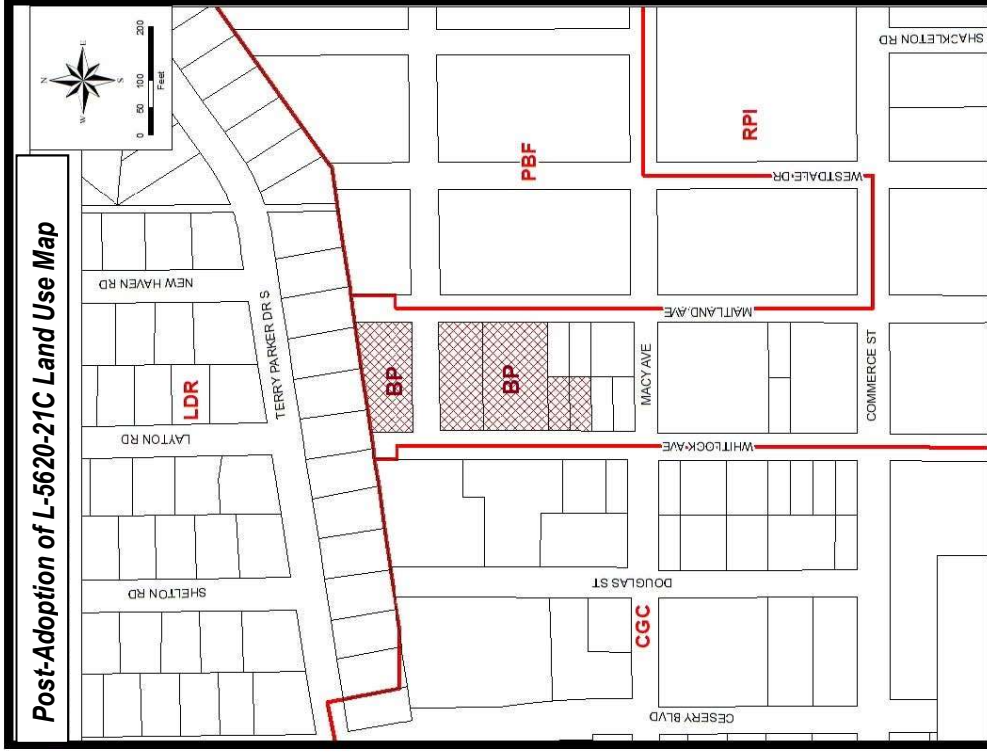 Post-Adoption of L-5620-21C Land Use Map
N
E
S
W
0 50 100 200
Feet
SHACKLETON RD
NEW HAVEN RD
TERRY PARKER DR S
LDR
LAYTON RD
SHELTON RD
PBF
RPI
WESTDALE DR
MAITLAND AVE
BP
BP
MACY AVE
COMMERCE ST
WHITLOCK AVE
DOUGLAS ST
CGC
CESERY BLVD